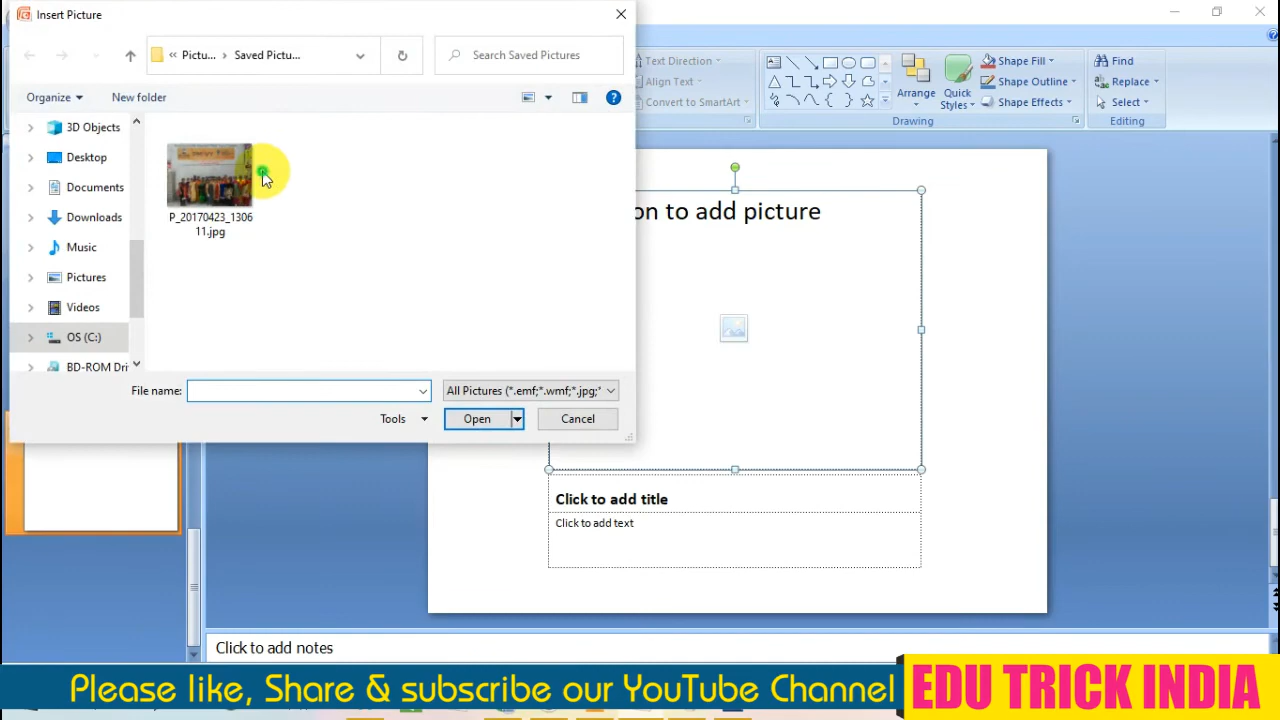 Insert Picture
« Pictu... › Saved Pictu...
Search Saved Pictures
Organize
New folder
3D Objects
Desktop
Documents
Downloads
Music
Pictures
Videos
OS (C:)
BD-ROM Dri
P_20170423_1306
11.jpg
File name:
All Pictures (*.emf;*.wmf;*.jpg;*
Tools
Open
Cancel
Text Direction
Align Text
Convert to SmartArt
Arrange
Quick
Styles
Shape Fill
Shape Outline
Shape Effects
Drawing
Find
Replace
Select
Editing
on to add picture
Click to add title
Click to add text
Click to add notes
Please like, Share & subscribe our YouTube Channel
EDU TRICK INDIA